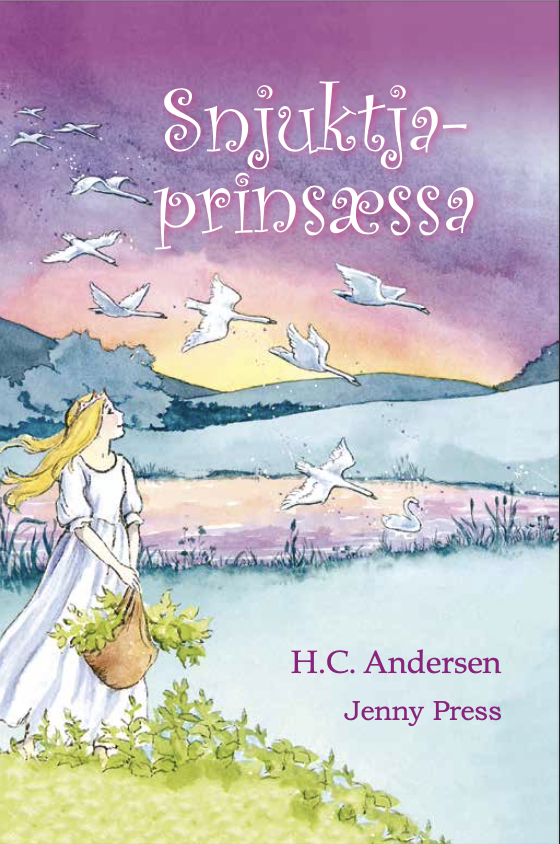 Snjuktja-
prinsæssa
H.C. Andersen
Jenny Press